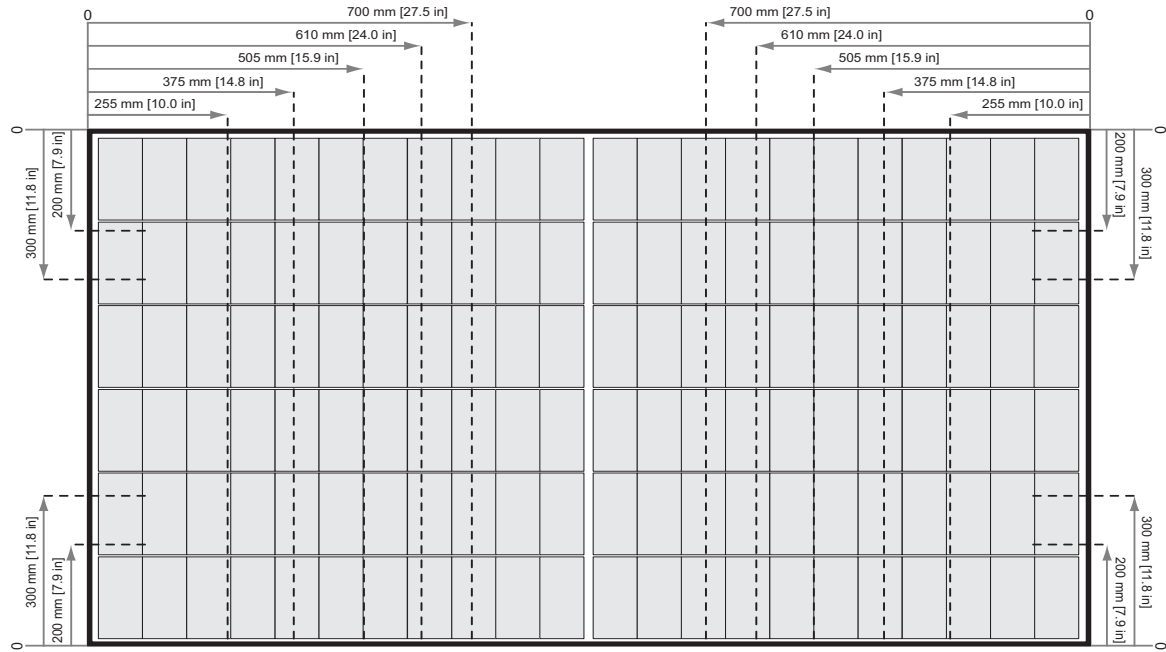 0
700 mm [27.5 in]
700 mm [27.5 in]
0
610 mm [24.0 in]
610 mm [24.0 in]
505 mm [15.9 in]
505 mm [15.9 in]
375 mm [14.8 in]
375 mm [14.8 in]
255 mm [10.0 in]
255 mm [10.0 in]
0
0
300 mm [11.8 in]
200 mm [7.9 in]
200 mm [7.9 in]
300 mm [11.8 in]
300 mm [11.8 in]
200 mm [7.9 in]
200 mm [7.9 in]
300 mm [11.8 in]
0
0